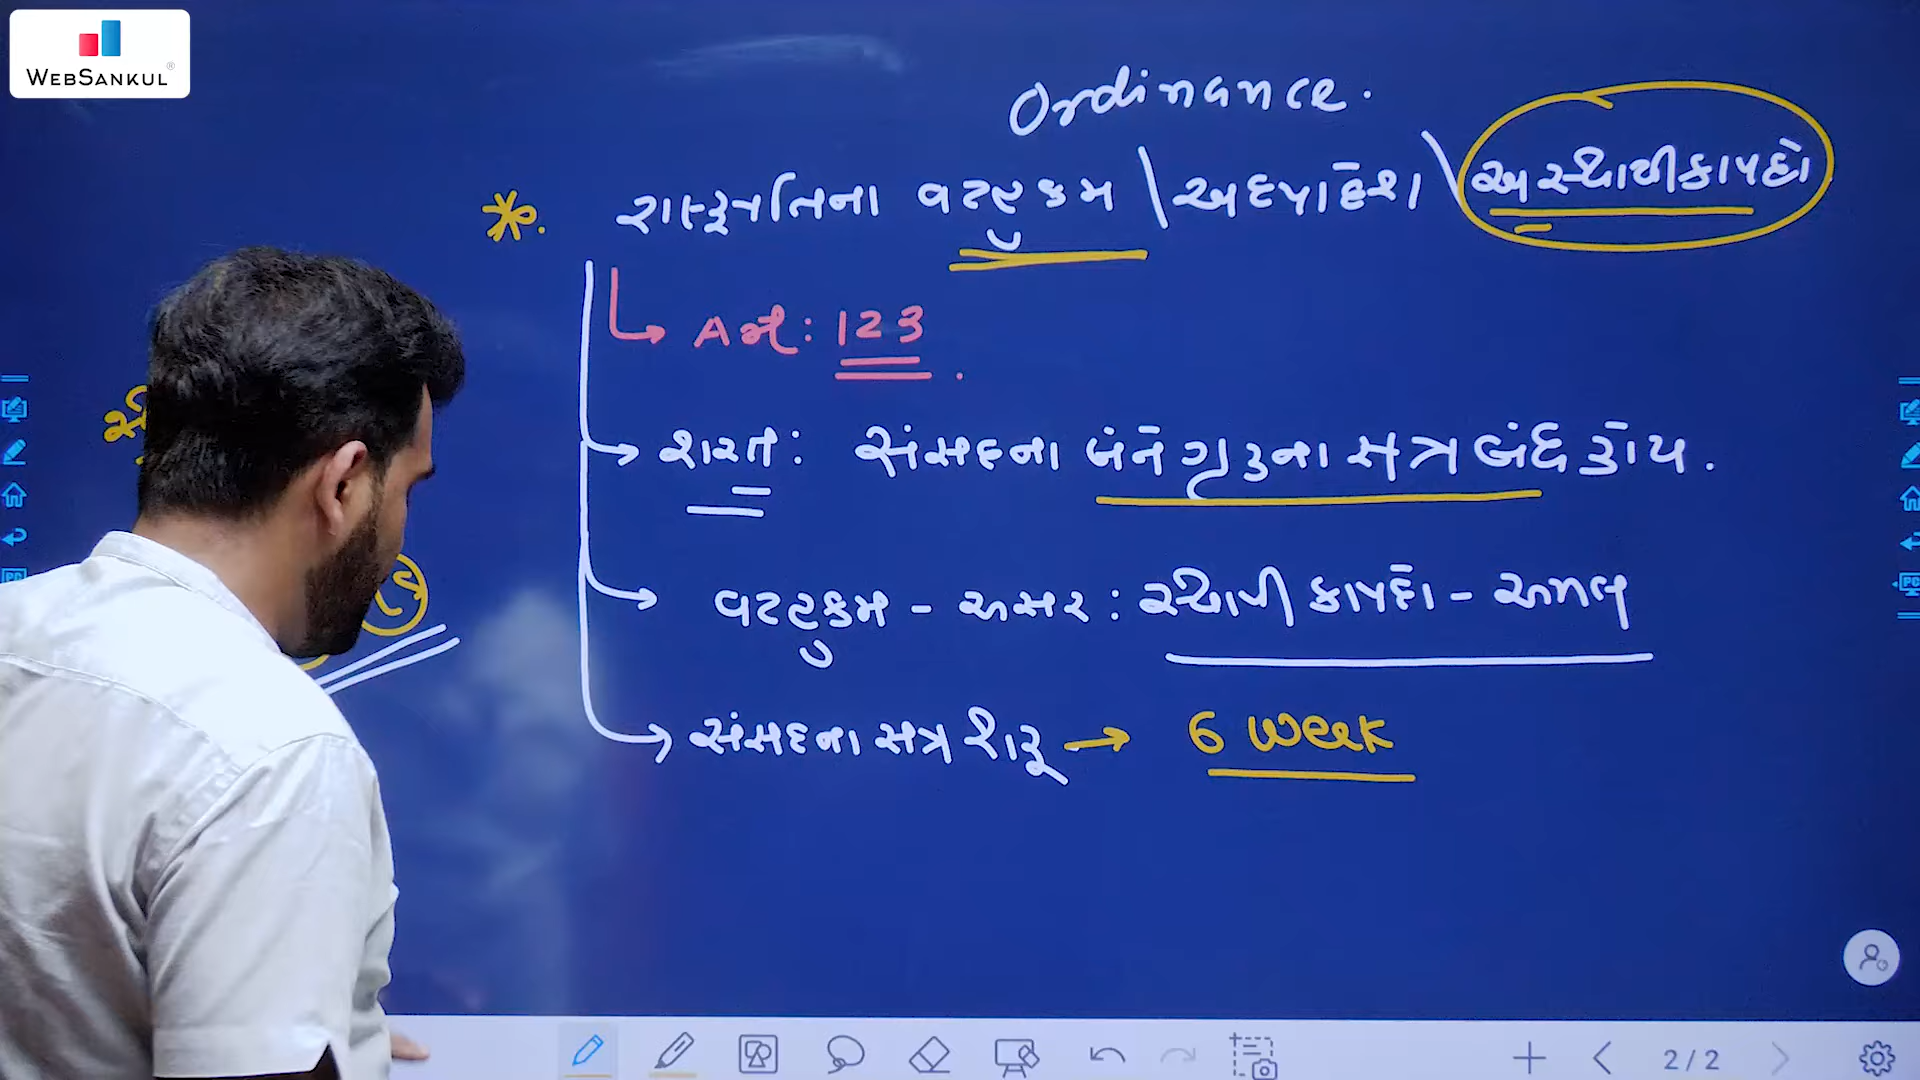 WEBSANKUL
Ordinance.
રાષ્ટ્રપતિના વટહુકમ \ અધ્યાદેશ \ અસ્થાયી કાયદો
Art: 123
શરત: સંસદના બંને ગૃહના સત્ર બંધ હોય.
વટહુકમ - અસર: સ્થાયી કાયદો - અમલ
સંસદના સત્ર શરૂ → 6 week
2/2